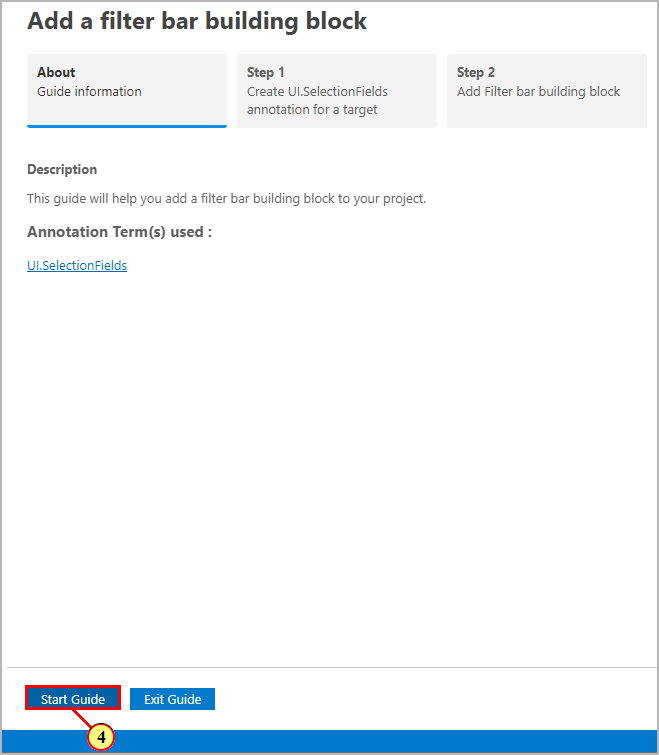 Add a filter bar building block
About
Guide information
Step 1
Create UI.SelectionFields
annotation for a target
Step 2
Add Filter bar building block
Description
This guide will help you add a filter bar building block to your project.
Annotation Term(s) used :
UI.SelectionFields
Start Guide
Exit Guide
4